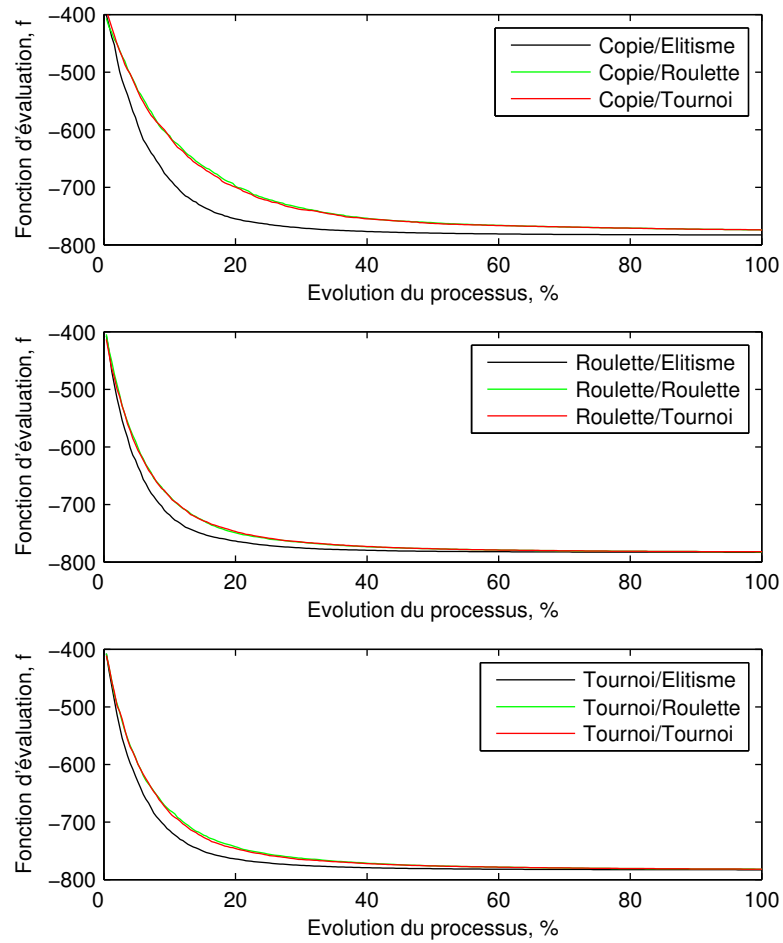 −400
−500
−600
−700
−800
Fonction d'évaluation, f
Copie/Elitisme
Copie/Roulette
Copie/Tournoi
0 20 40 60 80 100
Evolution du processus, %
−400
−500
−600
−700
−800
Fonction d'évaluation, f
Roulette/Elitisme
Roulette/Roulette
Roulette/Tournoi
0 20 40 60 80 100
Evolution du processus, %
−400
−500
−600
−700
−800
Fonction d'évaluation, f
Tournoi/Elitisme
Tournoi/Roulette
Tournoi/Tournoi
0 20 40 60 80 100
Evolution du processus, %